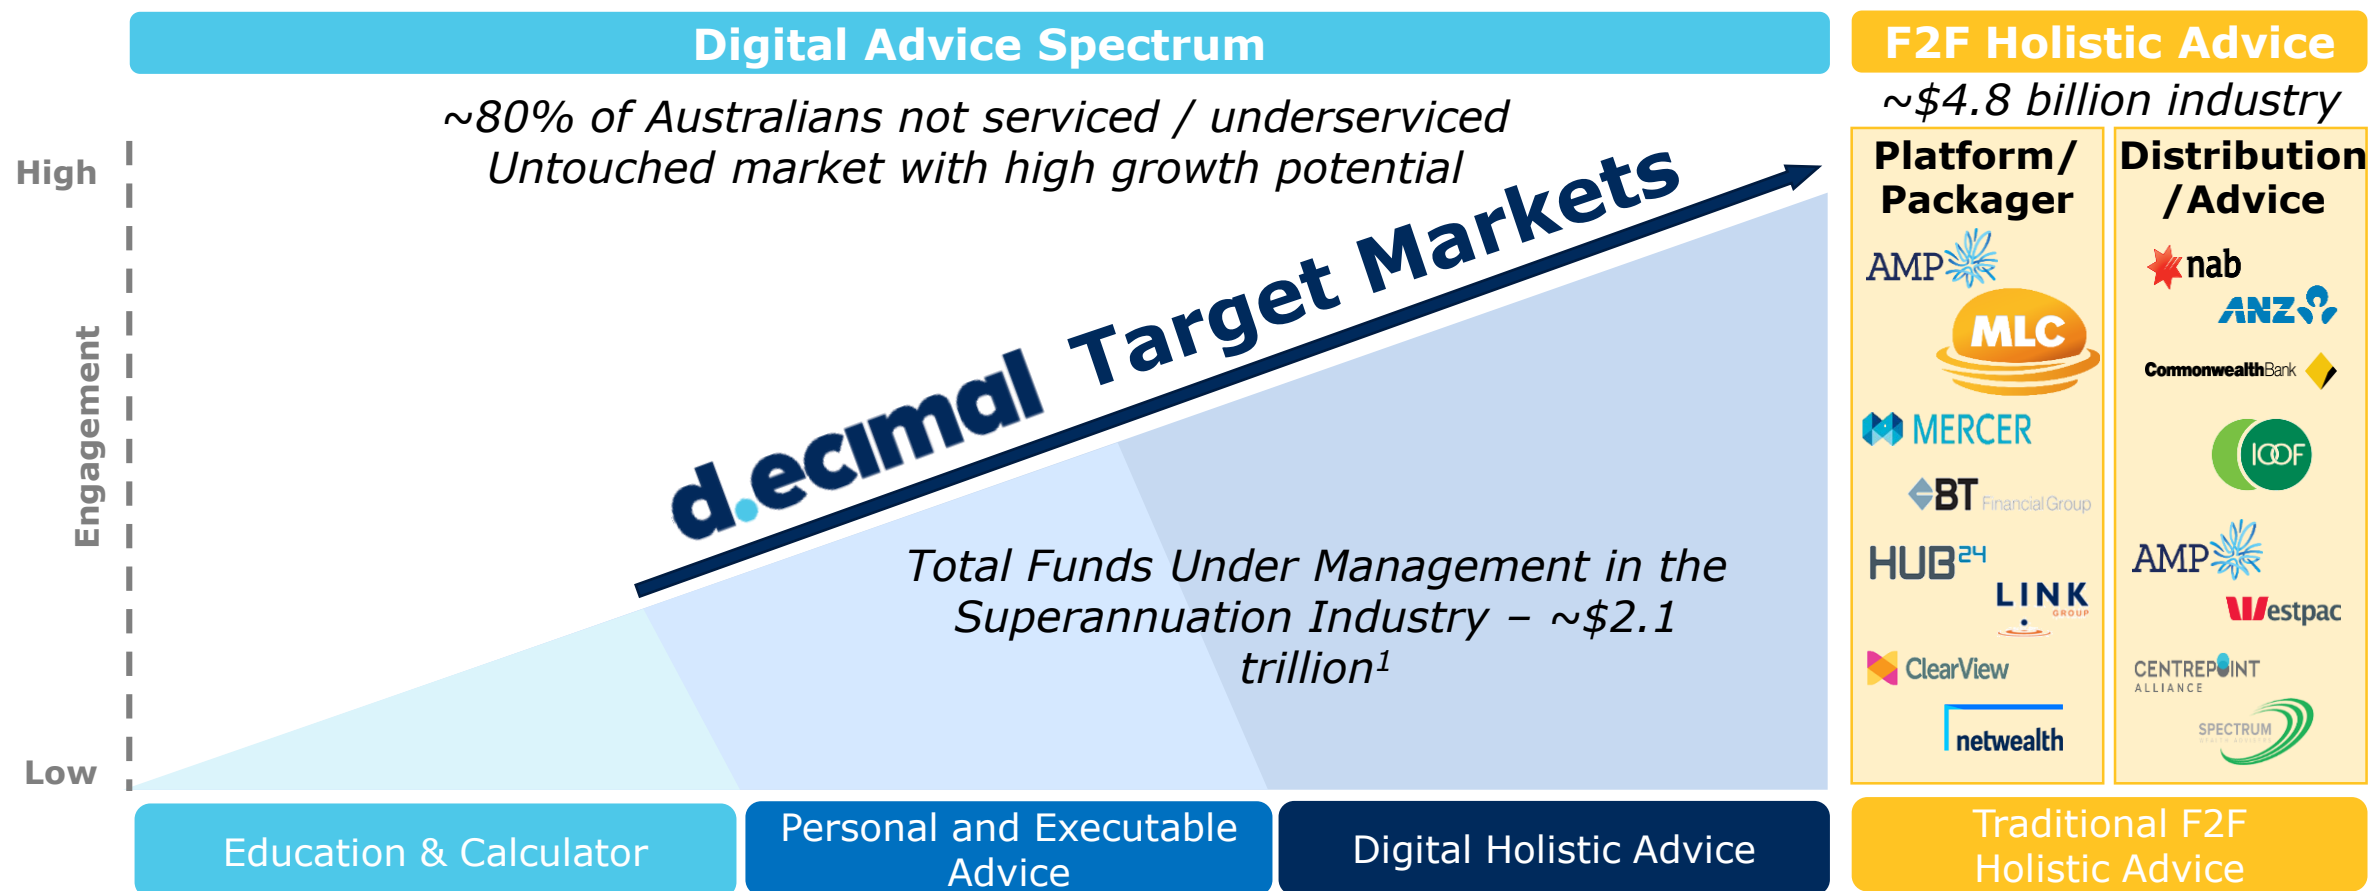 Digital Advice Spectrum
F2F Holistic Advice
~80% of Australians not serviced / underserviced
Untouched market with high growth potential
~$4.8 billion industry
High
Engagement
Low
d.ecimal Target Markets
Total Funds Under Management in the
Superannuation Industry – ~$2.1
trillion¹
Platform/
Packager
AMP
MLC
MERCER
BT Financial Group
HUB24
LINK
GROUP
ClearView
netwealth
Distribution
/Advice
nab
ANZ
CommonwealthBank
IOOF
AMP
Westpac
CENTREPOINT
ALLIANCE
SPECTRUM
Education & Calculator
Personal and Executable
Advice
Digital Holistic Advice
Traditional F2F
Holistic Advice